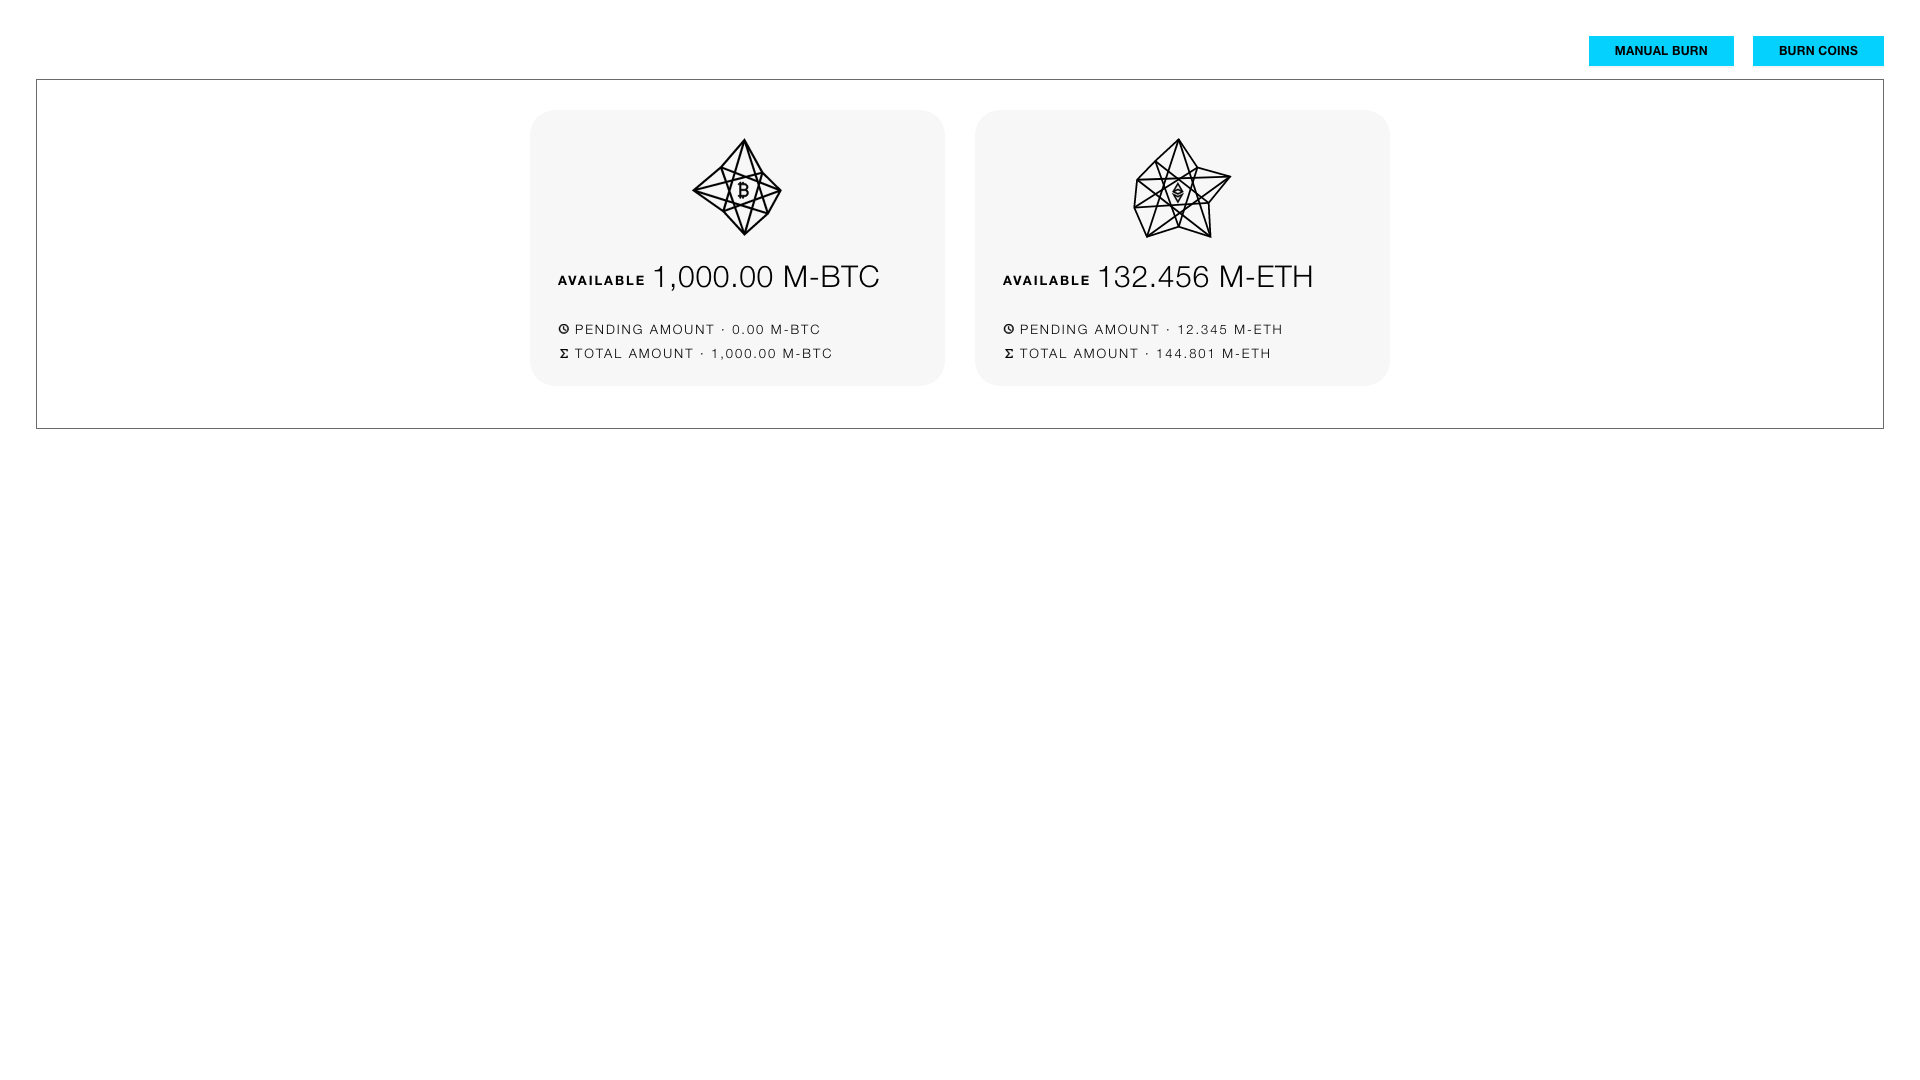 MANUAL BURN
BURN COINS
AVAILABLE 1,000.00 M-BTC
PENDING AMOUNT · 0.00 M-BTC
Σ TOTAL AMOUNT · 1,000.00 M-BTC
AVAILABLE 132.456 M-ETH
PENDING AMOUNT · 12.345 M-ETH
Σ TOTAL AMOUNT · 144.801 M-ETH